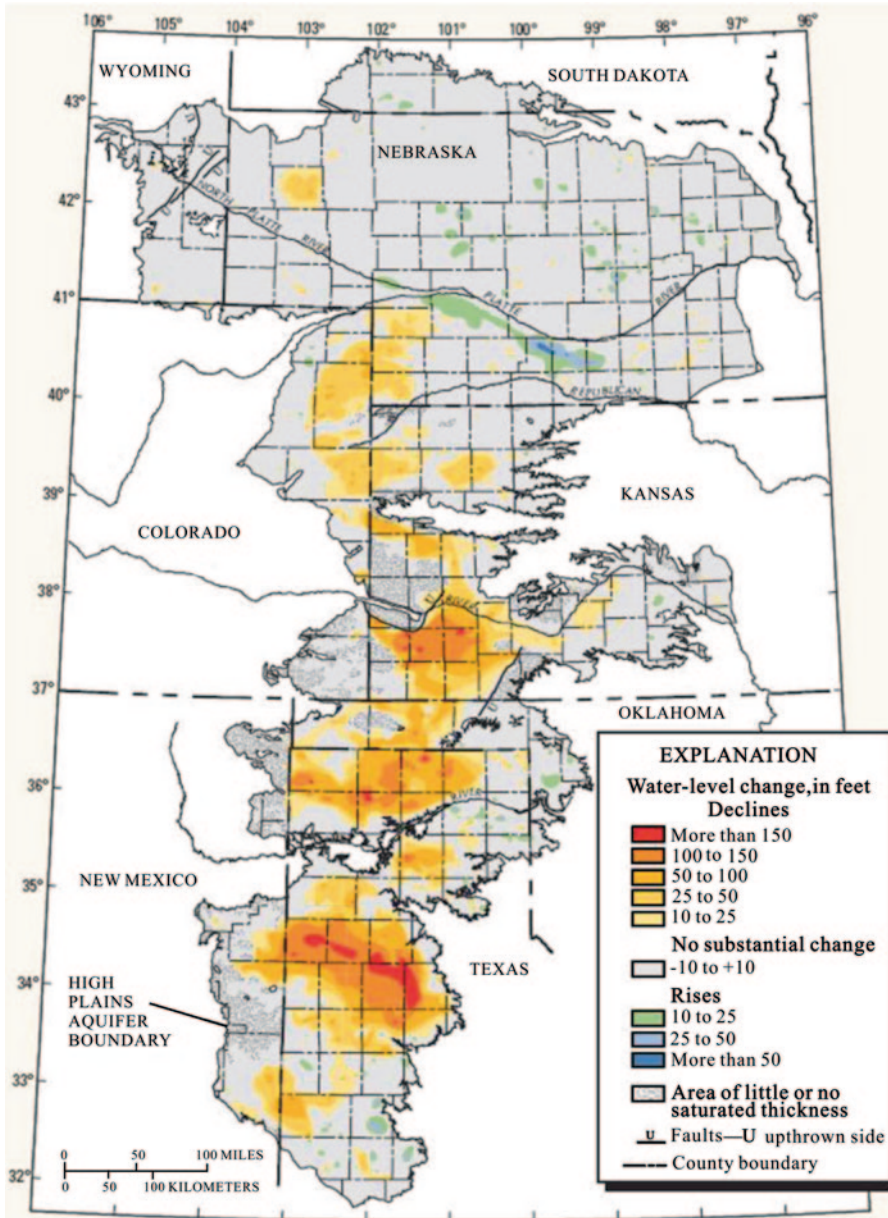 106° 105° 104° 103° 102° 101° 100° 99° 98° 97° 96°
WYOMING
SOUTH DAKOTA
43°
NEBRASKA
42°
NORTH PLATTE RIVER
41°
PLATTE RIVER
40°
REPUBLICAN
39°
KANSAS
COLORADO
38°
U
RIVER
37°
OKLAHOMA
36°
RIVER
NEW MEXICO
35°
TEXAS
34°
HIGH
PLAINS
AQUIFER
BOUNDARY
33°
32°
0 50 100 MILES
0 50 100 KILOMETERS
EXPLANATION
Water-level change,in feet
Declines
More than 150
100 to 150
50 to 100
25 to 50
10 to 25
No substantial change
-10 to +10
Rises
10 to 25
25 to 50
More than 50
Area of little or no
saturated thickness
U Faults—U upthrown side
County boundary